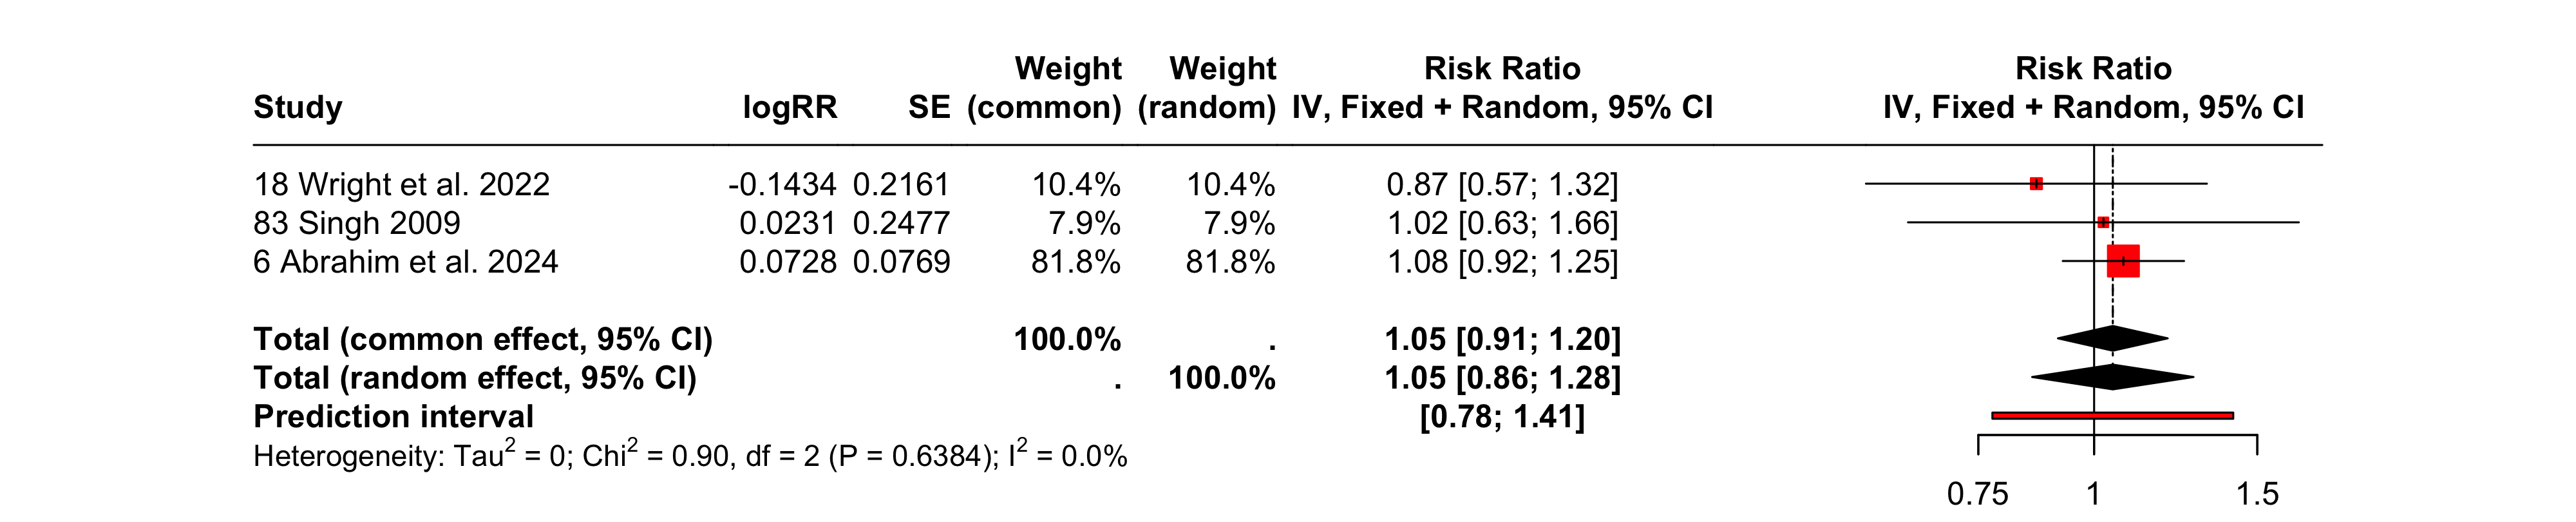 Weight Weight Risk Ratio Risk Ratio
Study logRR SE (common) (random) IV, Fixed + Random, 95% CI IV, Fixed + Random, 95% CI
18 Wright et al. 2022 -0.1434 0.2161 10.4% 10.4% 0.87 [0.57; 1.32]
83 Singh 2009 0.0231 0.2477 7.9% 7.9% 1.02 [0.63; 1.66]
6 Abrahim et al. 2024 0.0728 0.0769 81.8% 81.8% 1.08 [0.92; 1.25]
Total (common effect, 95% CI) 100.0% . 1.05 [0.91; 1.20]
Total (random effect, 95% CI) . 100.0% 1.05 [0.86; 1.28]
Prediction interval [0.78; 1.41]
Heterogeneity: Tau² = 0; Chi² = 0.90, df = 2 (P = 0.6384); I² = 0.0%
0.75 1 1.5